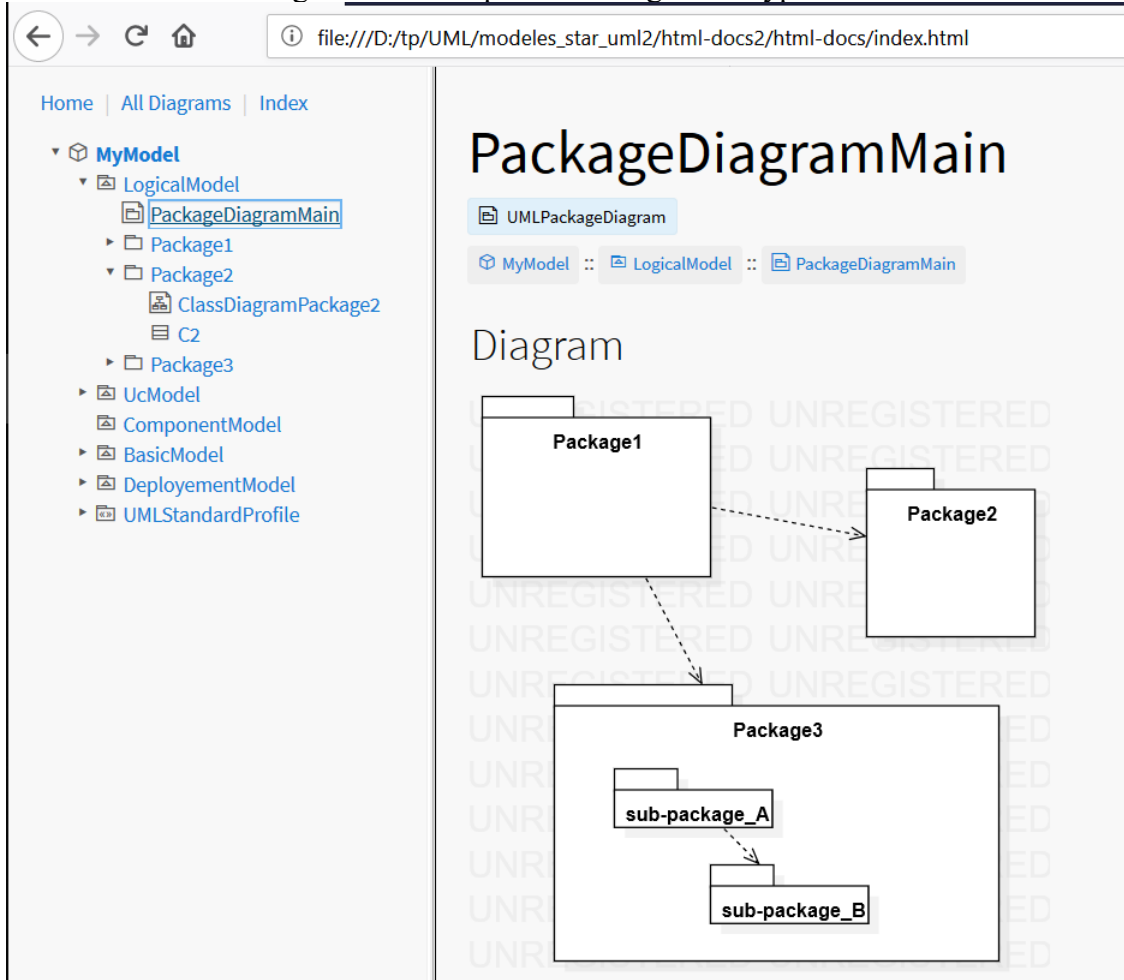 file:///D:/tp/UML/modeles_star_uml2/html-docs2/html-docs/index.html
Home | All Diagrams | Index
MyModel
LogicalModel
PackageDiagramMain
Package1
Package2
ClassDiagramPackage2
C2
Package3
UcModel
ComponentModel
BasicModel
DeployementModel
UMLStandardProfile
PackageDiagramMain
UMLPackageDiagram
MyModel :: LogicalModel :: PackageDiagramMain
Diagram
UNREGISTERED UNREGISTERED
Package1
Package2
Package3
sub-package_A
sub-package_B